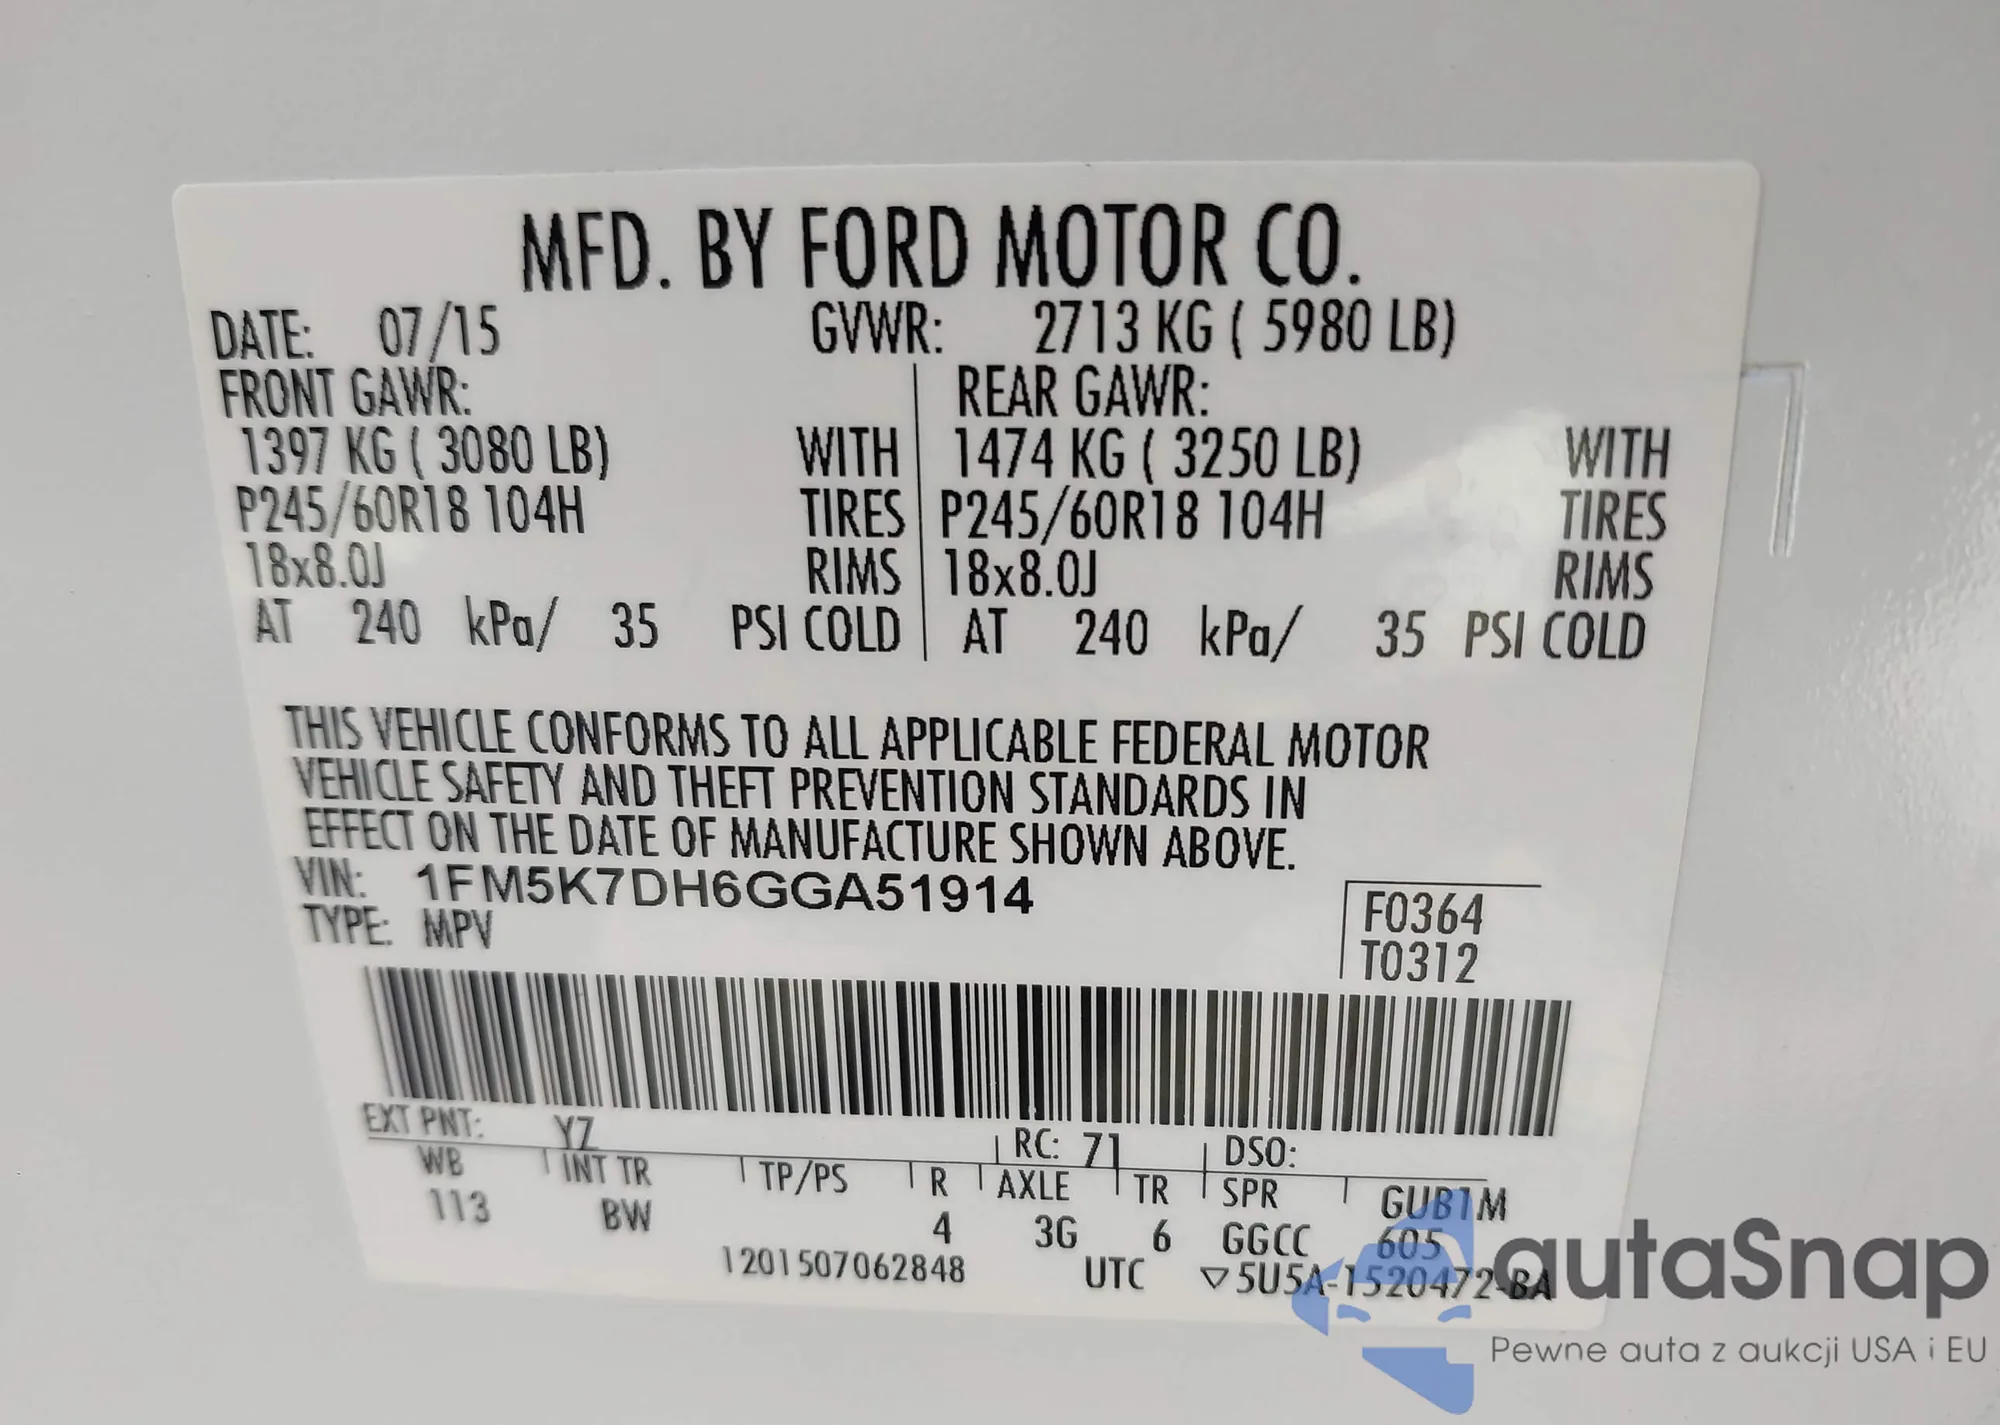 MFD. BY FORD MOTOR CO.
DATE: 07/15 GVWR: 2713 KG ( 5980 LB)
FRONT GAWR: REAR GAWR:
1397 KG ( 3080 LB) WITH 1474 KG ( 3250 LB) WITH
P245/60R18 104H TIRES P245/60R18 104H TIRES
18x8.0J RIMS 18x8.0J RIMS
AT 240 kPa/ 35 PSI COLD AT 240 kPa/ 35 PSI COLD
THIS VEHICLE CONFORMS TO ALL APPLICABLE FEDERAL MOTOR
VEHICLE SAFETY AND THEFT PREVENTION STANDARDS IN
EFFECT ON THE DATE OF MANUFACTURE SHOWN ABOVE.
VIN: 1FM5K7DH6GGA51914
TYPE: MPV
F0364
T0312
EXT PNT: YZ RC: 71 DSO:
WB INT TR TP/PS R AXLE TR SPR GUB1M
113 BW 4 3G 6 GGCC 605
1201507062848 UTC ▽5U5A-1520472-BA
autaSnap
Pewne auta z aukcji USA i EU